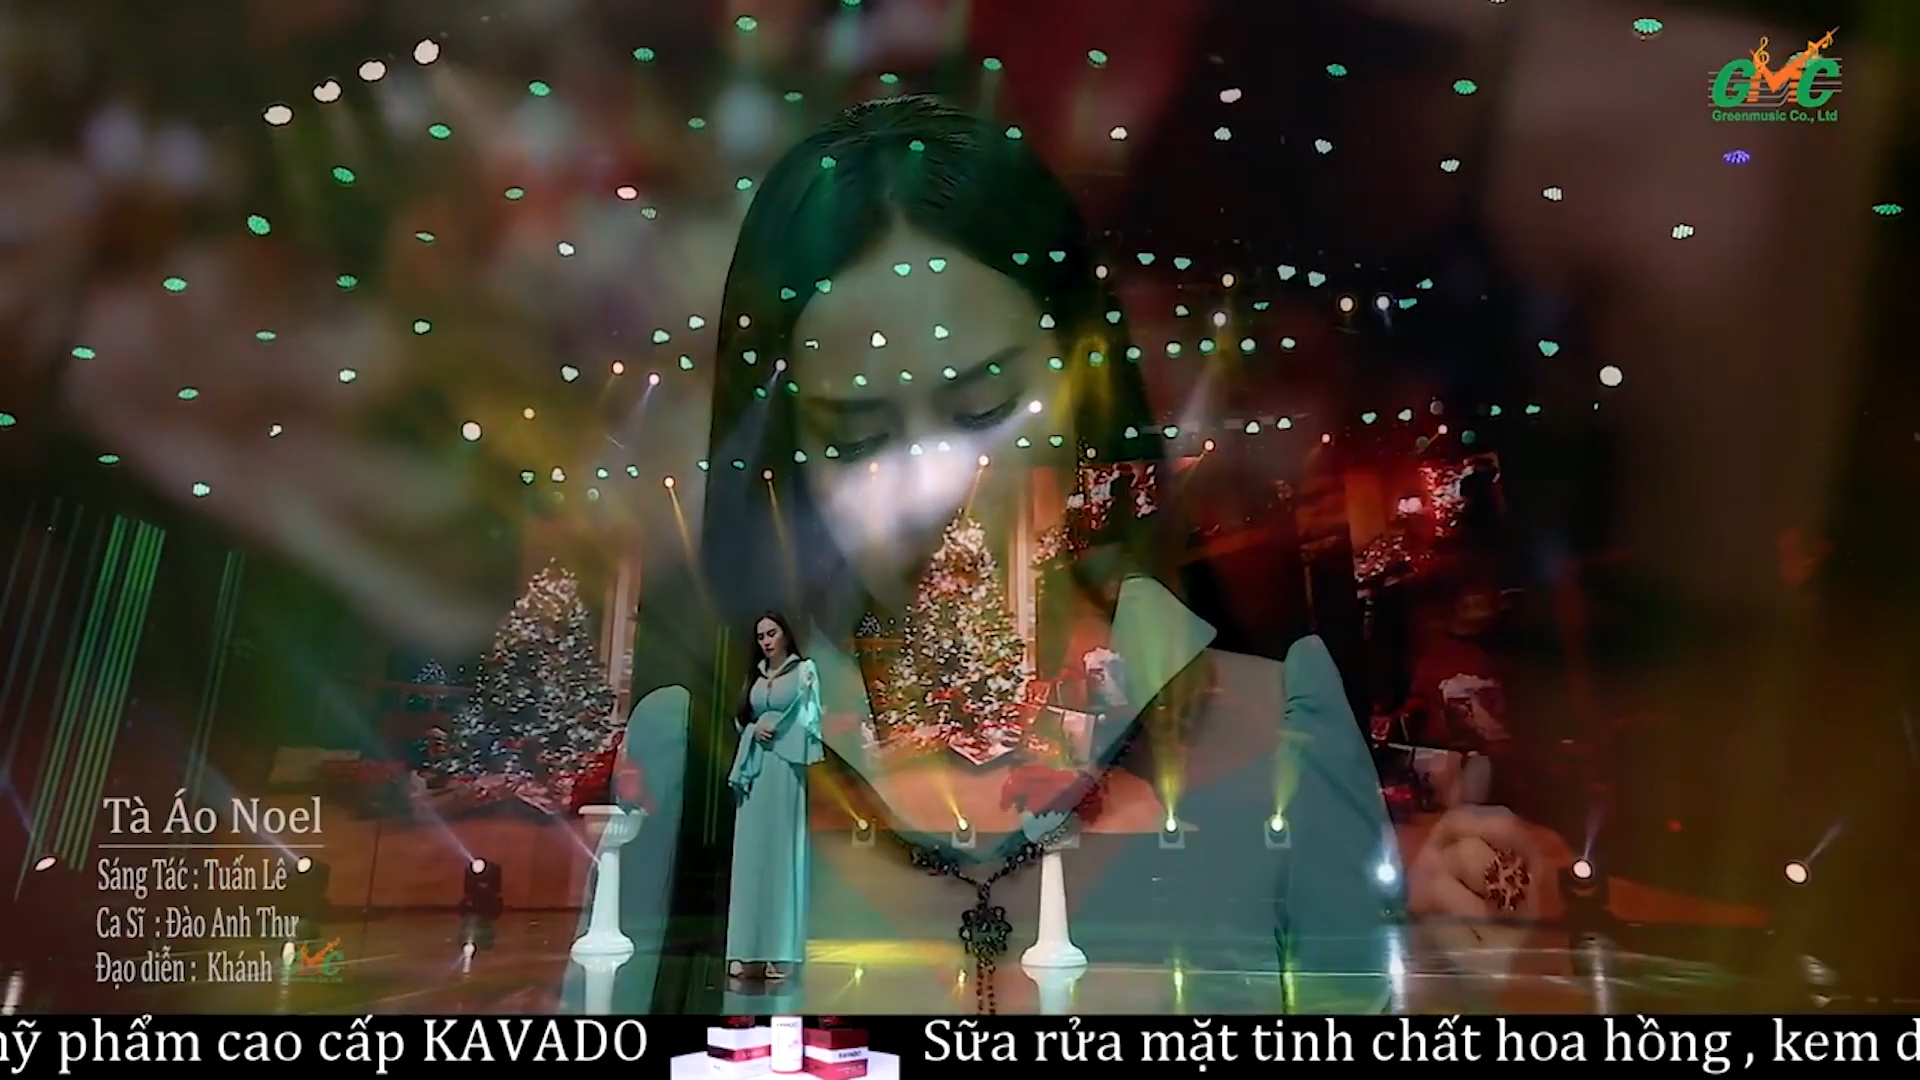 GMC
Greenmusic Co., Ltd
Tà Áo Noel
Sáng Tác : Tuấn Lê
Ca Sĩ : Đào Anh Thư
Đạo diễn : Khánh GMC
mỹ phẩm cao cấp KAVADO Sữa rửa mặt tinh chất hoa hồng , kem d